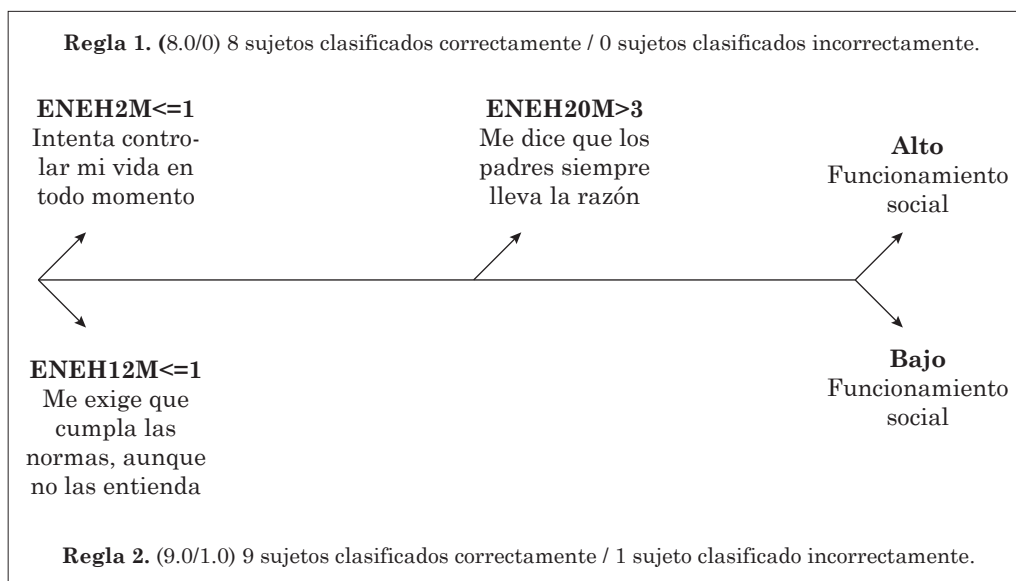 Regla 1. (8.0/0) 8 sujetos clasificados correctamente / 0 sujetos clasificados incorrectamente.
ENEH2M<=1
Intenta contro-
lar mi vida en
todo momento
ENEH20M>3
Me dice que los
padres siempre
lleva la razón
Alto
Funcionamiento
social
ENEH12M<=1
Me exige que
cumpla las
normas, aunque
no las entienda
Bajo
Funcionamiento
social
Regla 2. (9.0/1.0) 9 sujetos clasificados correctamente / 1 sujeto clasificado incorrectamente.